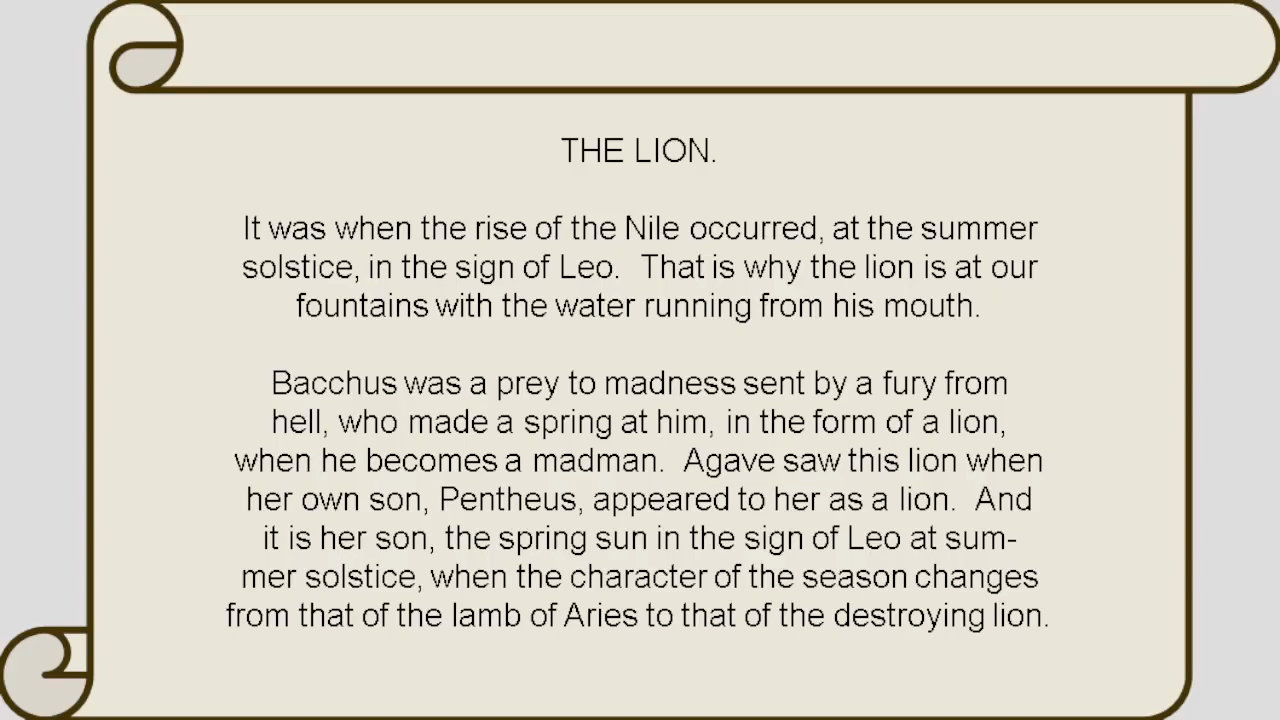 THE LION.
It was when the rise of the Nile occurred, at the summer
solstice, in the sign of Leo.  That is why the lion is at our
fountains with the water running from his mouth.
Bacchus was a prey to madness sent by a fury from
hell, who made a spring at him, in the form of a lion,
when he becomes a madman.  Agave saw this lion when
her own son, Pentheus, appeared to her as a lion.  And
it is her son, the spring sun in the sign of Leo at sum-
mer solstice, when the character of the season changes
from that of the lamb of Aries to that of the destroying lion.